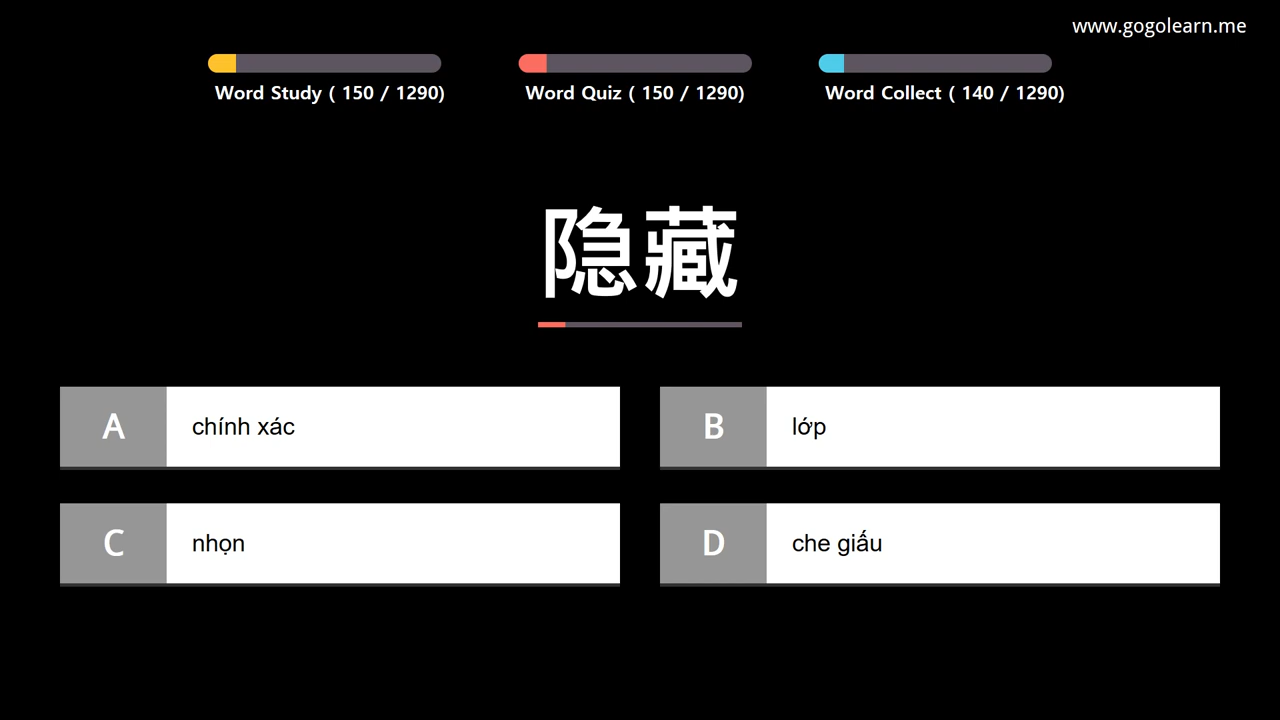 www.gogolearn.me
Word Study ( 150 / 1290)
Word Quiz ( 150 / 1290)
Word Collect ( 140 / 1290)
隐藏
A chính xác
B lớp
C nhọn
D che giấu